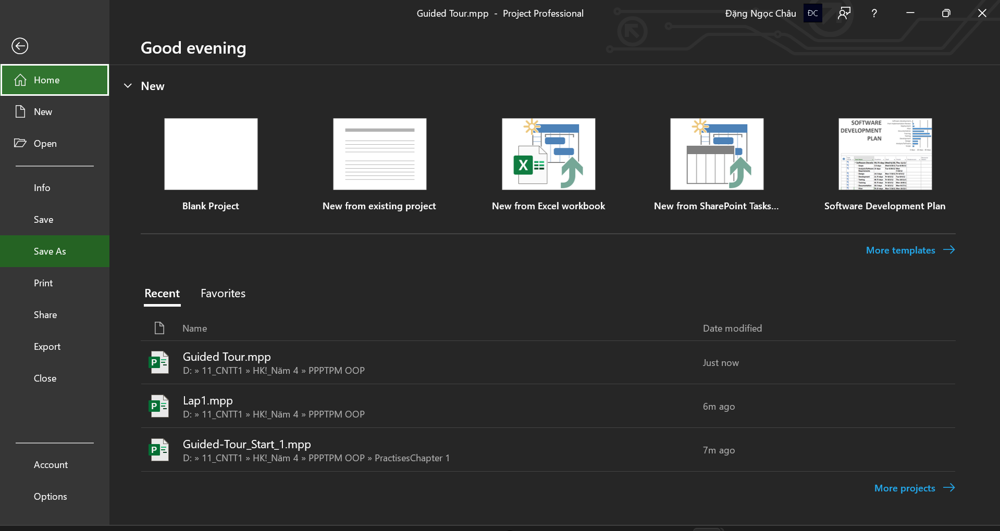 Guided Tour.mpp - Project Professional
Đặng Ngọc Châu
ĐC
?
Good evening
Home
New
Open
Info
Save
Save As
Print
Share
Export
Close
Account
Options
New
Blank Project
New from existing project
X
New from Excel workbook
New from SharePoint Tasks...
SOFTWARE
DEVELOPMENT
PLAN
Software Development Plan
More templates
Recent
Favorites
Name
Date modified
P
Guided Tour.mpp
D: » 11_CNTT1 » HK!_Năm 4 » PPPTPM OOP
Just now
P
Lap1.mpp
D: » 11_CNTT1 » HK!_Năm 4 » PPPTPM OOP
6m ago
P
Guided-Tour_Start_1.mpp
D: » 11_CNTT1 » HK!_Năm 4 » PPPTPM OOP » PractisesChapter 1
7m ago
More projects